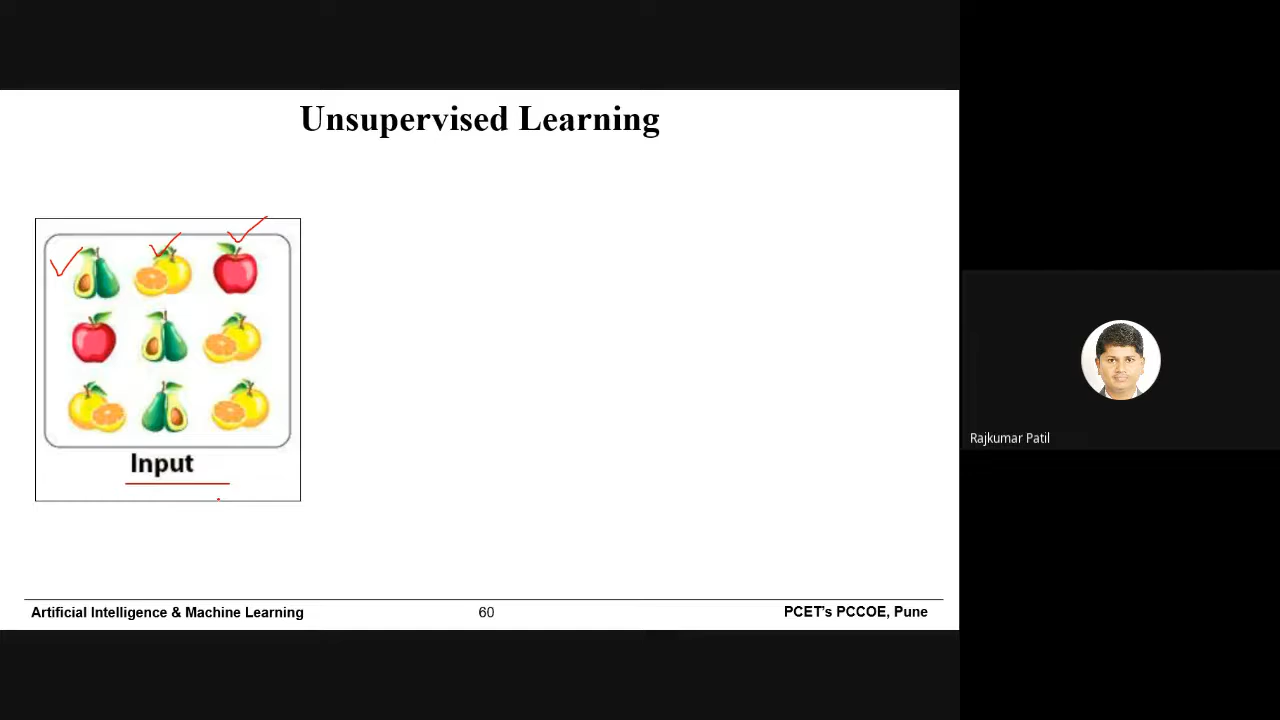 Unsupervised Learning
Input
Rajkumar Patil
Artificial Intelligence & Machine Learning
60
PCET's PCCOE, Pune